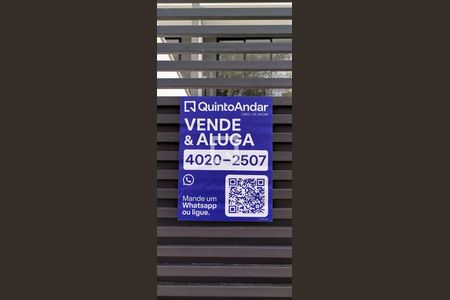 QuintoAndar
VENDE
& ALUGA
4020-2507
Mande um
Whatsapp
ou ligue.